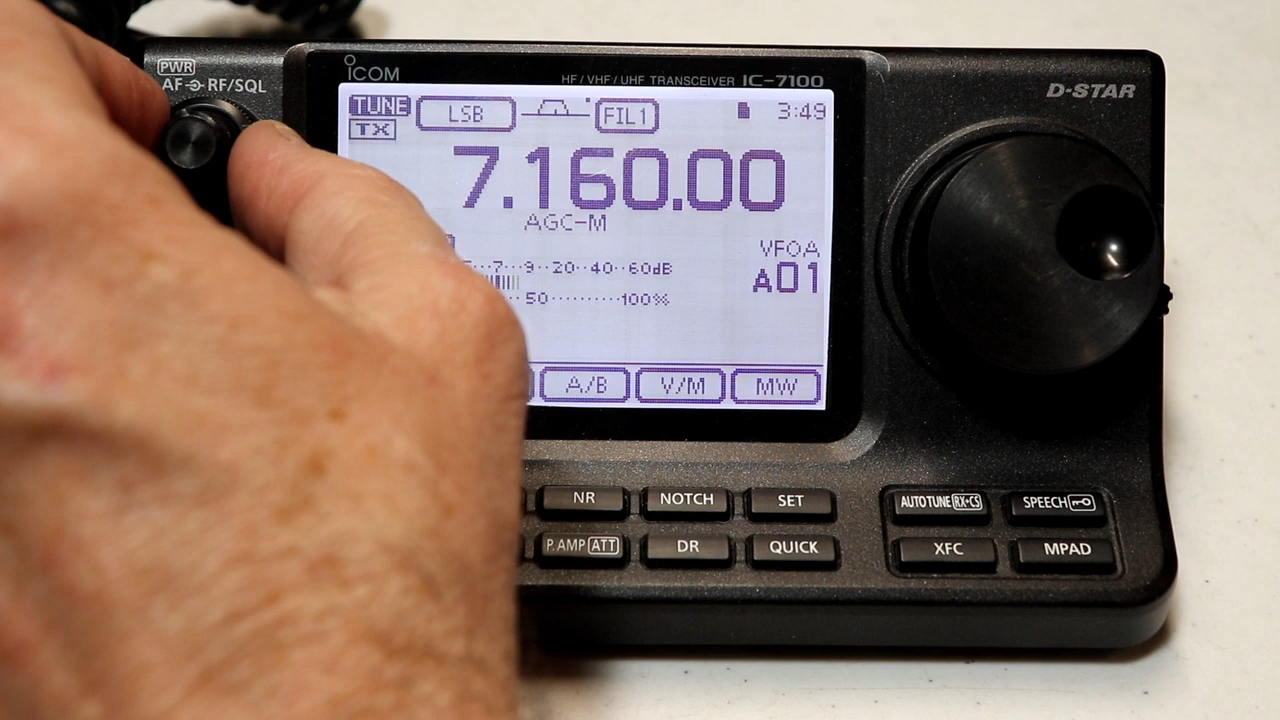 PWR
AF RF/SQL
ICOM
HF/VHF/UHF TRANSCEIVER IC-7100
D-STAR
TUNE LSB FIL1 3:49
TX
7.160.00
AGC-M
VFOA
7··9··20··40··60dB
A01
50·········100%
A/B V/M MW
NR NOTCH SET AUTOTUNE RX→CS SPEECH
P.AMP ATT DR QUICK XFC MPAD